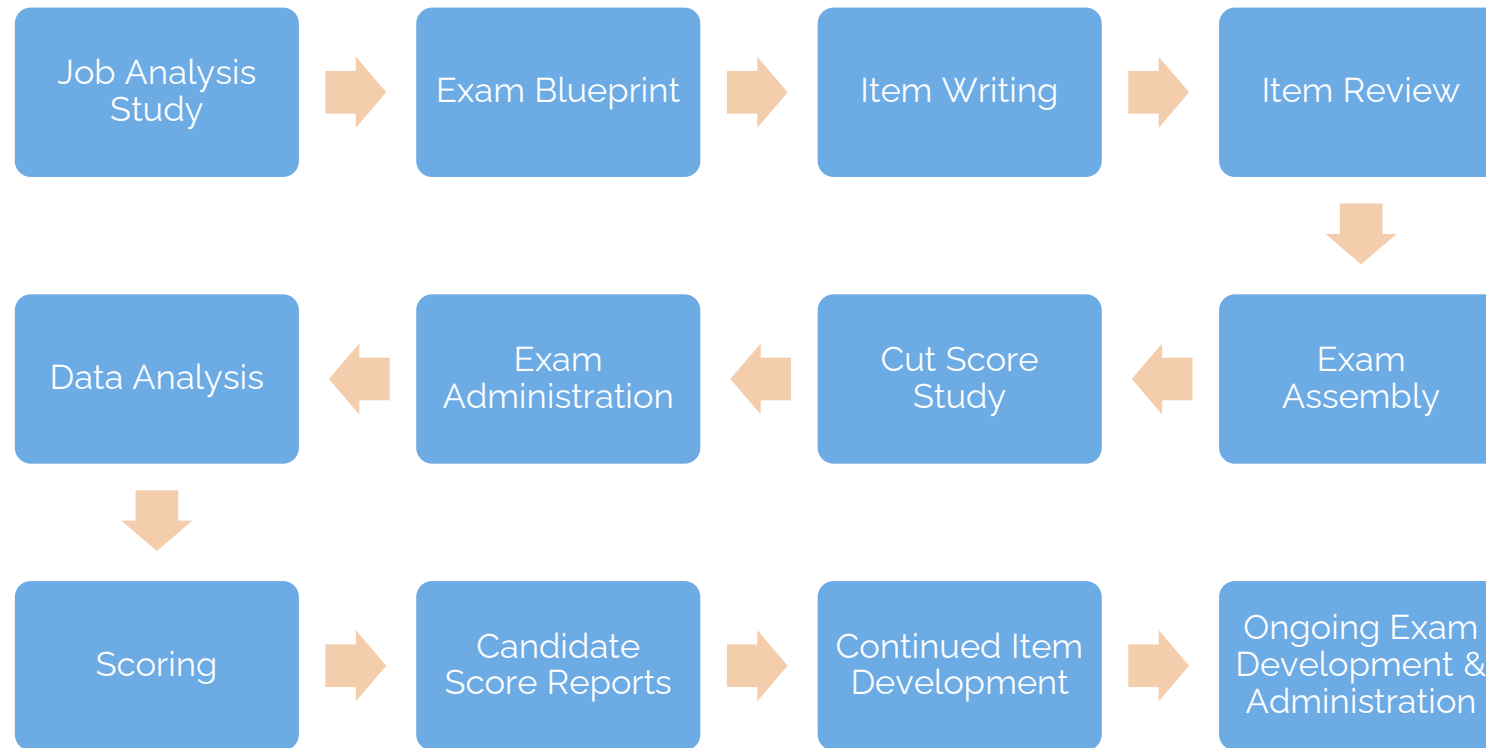 Job Analysis
Study
Exam Blueprint
Item Writing
Item Review
Exam
Assembly
Cut Score
Study
Exam
Administration
Data Analysis
Scoring
Candidate
Score Reports
Continued Item
Development
Ongoing Exam
Development &
Administration